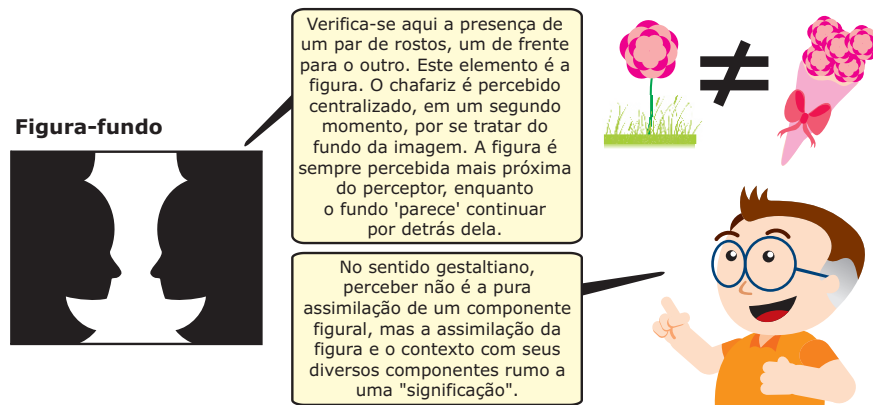 Figura-fundo
Verifica-se aqui a presença de
um par de rostos, um de frente
para o outro. Este elemento é a
figura. O chafariz é percebido
centralizado, em um segundo
momento, por se tratar do
fundo da imagem. A figura é
sempre percebida mais próxima
do perceptor, enquanto
o fundo 'parece' continuar
por detrás dela.
No sentido gestaltiano,
perceber não é a pura
assimilação de um componente
figural, mas a assimilação da
figura e o contexto com seus
diversos componentes rumo a
uma "significação".